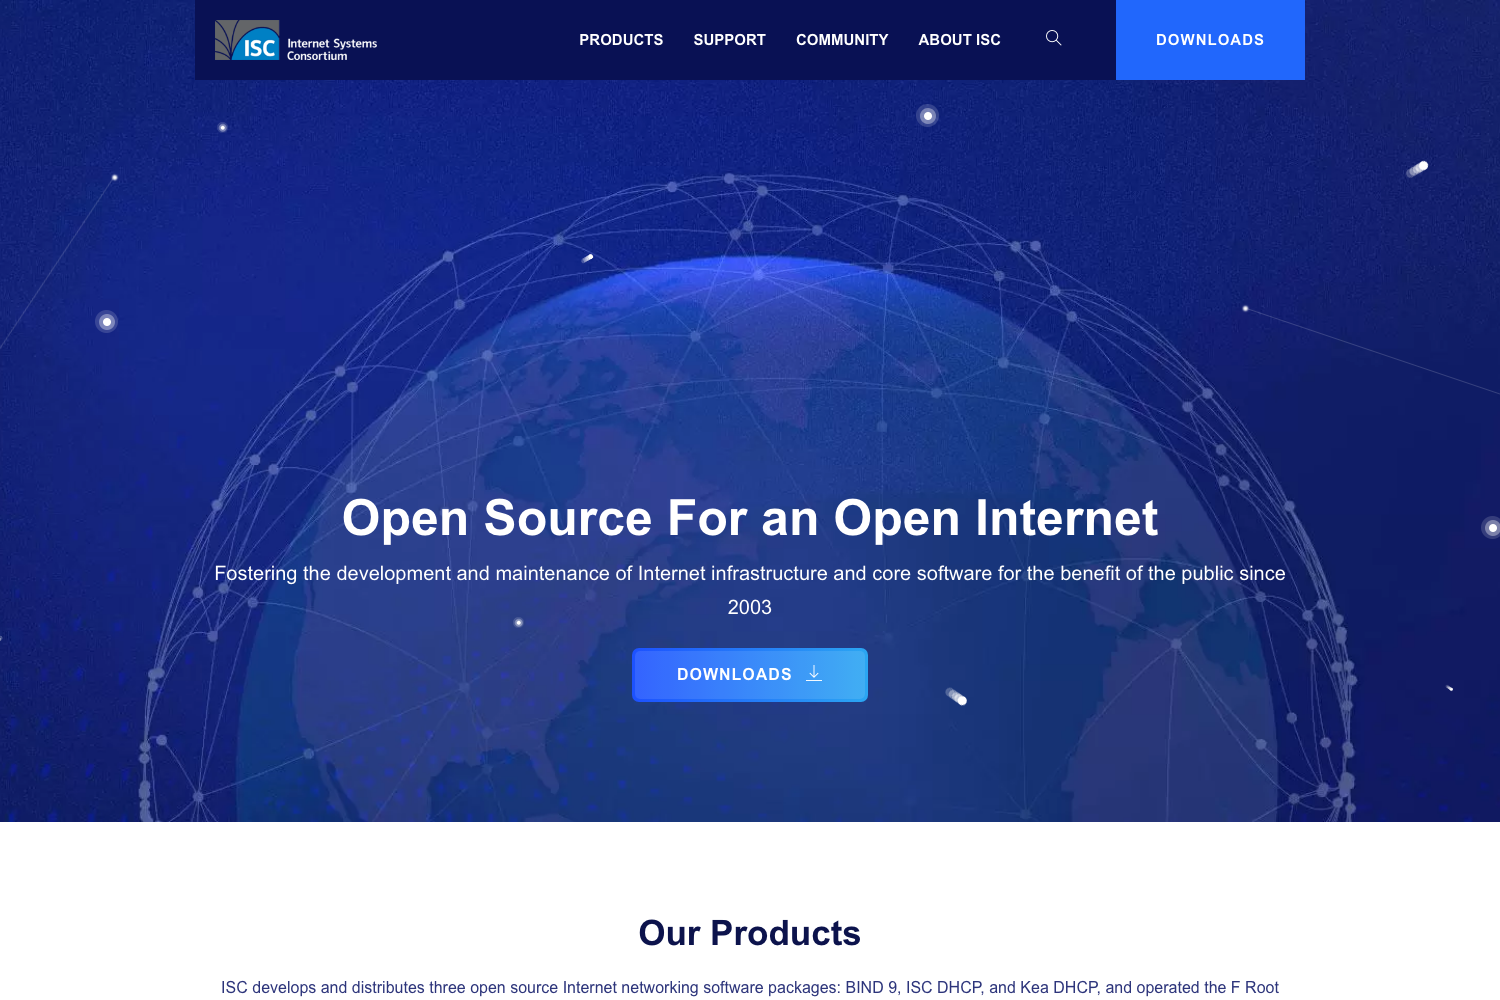 ISC Internet Systems
Consortium
PRODUCTS SUPPORT COMMUNITY ABOUT ISC DOWNLOADS
Open Source For an Open Internet
Fostering the development and maintenance of Internet infrastructure and core software for the benefit of the public since
2003
DOWNLOADS
Our Products
ISC develops and distributes three open source Internet networking software packages: BIND 9, ISC DHCP, and Kea DHCP, and operated the F Root